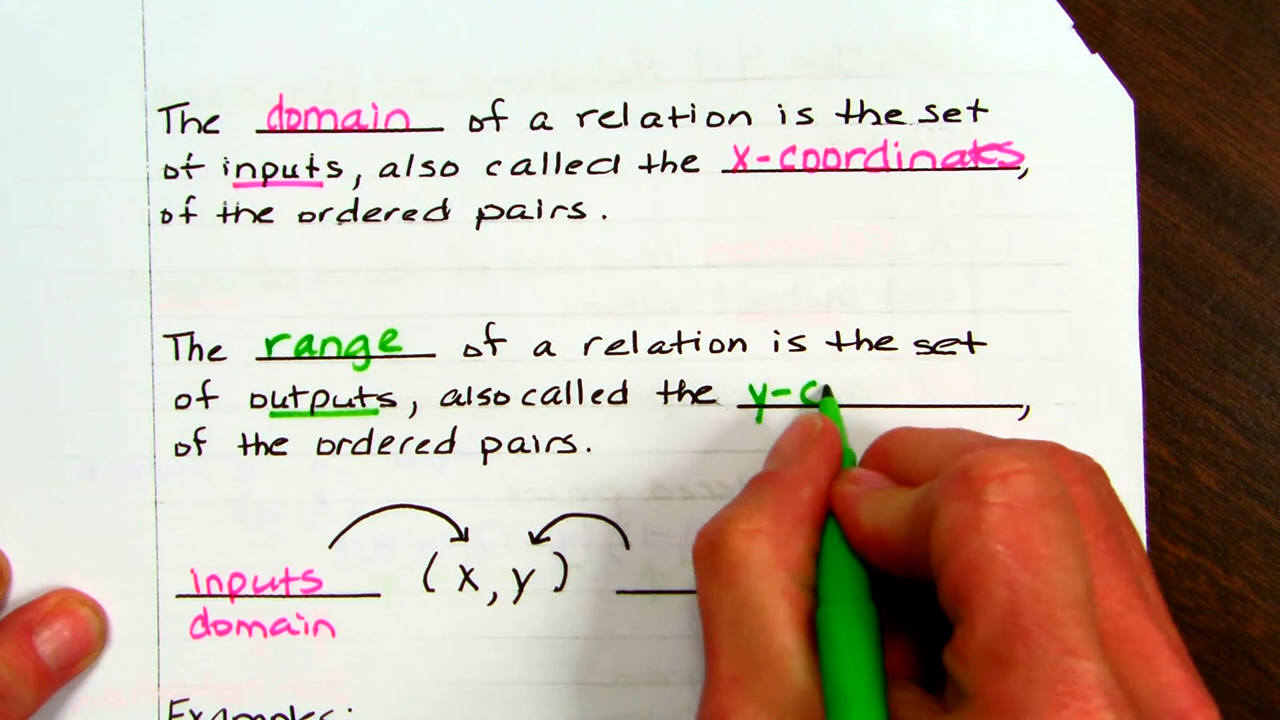 The domain of a relation is the set
of inputs, also called the x-coordinates,
of the ordered pairs.
The range of a relation is the set
of outputs, also called the y-c
of the ordered pairs.
inputs (x, y)
domain
Examples: